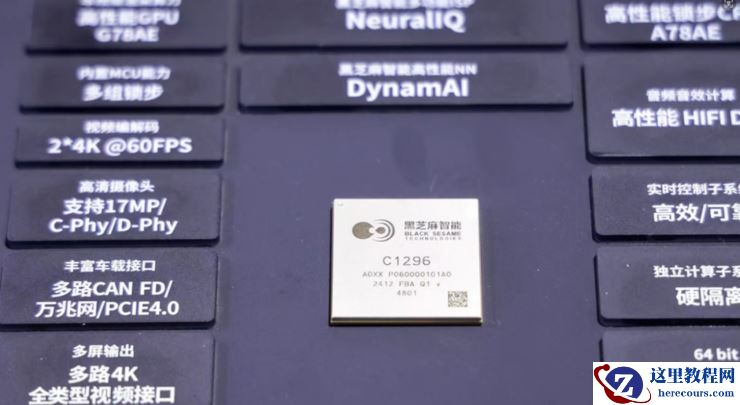 高性能GPU
G78AE
内置MCU能力
多组锁步
视频编解码
2*4K @60FPS
高清摄像头
支持17MP/
C-Phy/D-Phy
丰富车载接口
多路CAN FD/
万兆网/PCIE4.0
多屏输出
多路4K
全类型视频接口
NeuralIQ
黑芝麻智能高性能NN
DynamAI
黑芝麻智能
BLACK SESAME
TECHNOLOGIES
C1296
A0XX P060000101A0
2412 FBA Q1
4801
高性能锁步
A78AE
音频音效计算
高性能 HIFI D
实时控制子系
高效/可靠
独立计算子系
硬隔离
64 bit
这里教程网
herecours.com